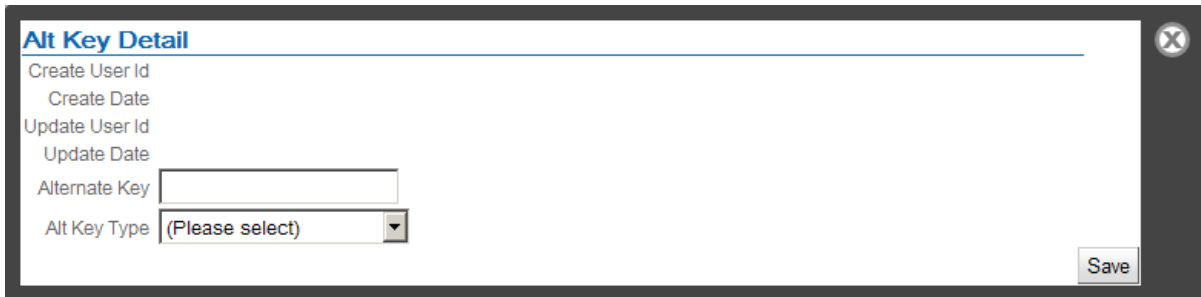 Alt Key Detail
Create User Id
Create Date
Update User Id
Update Date
Alternate Key
Alt Key Type (Please select)
Save